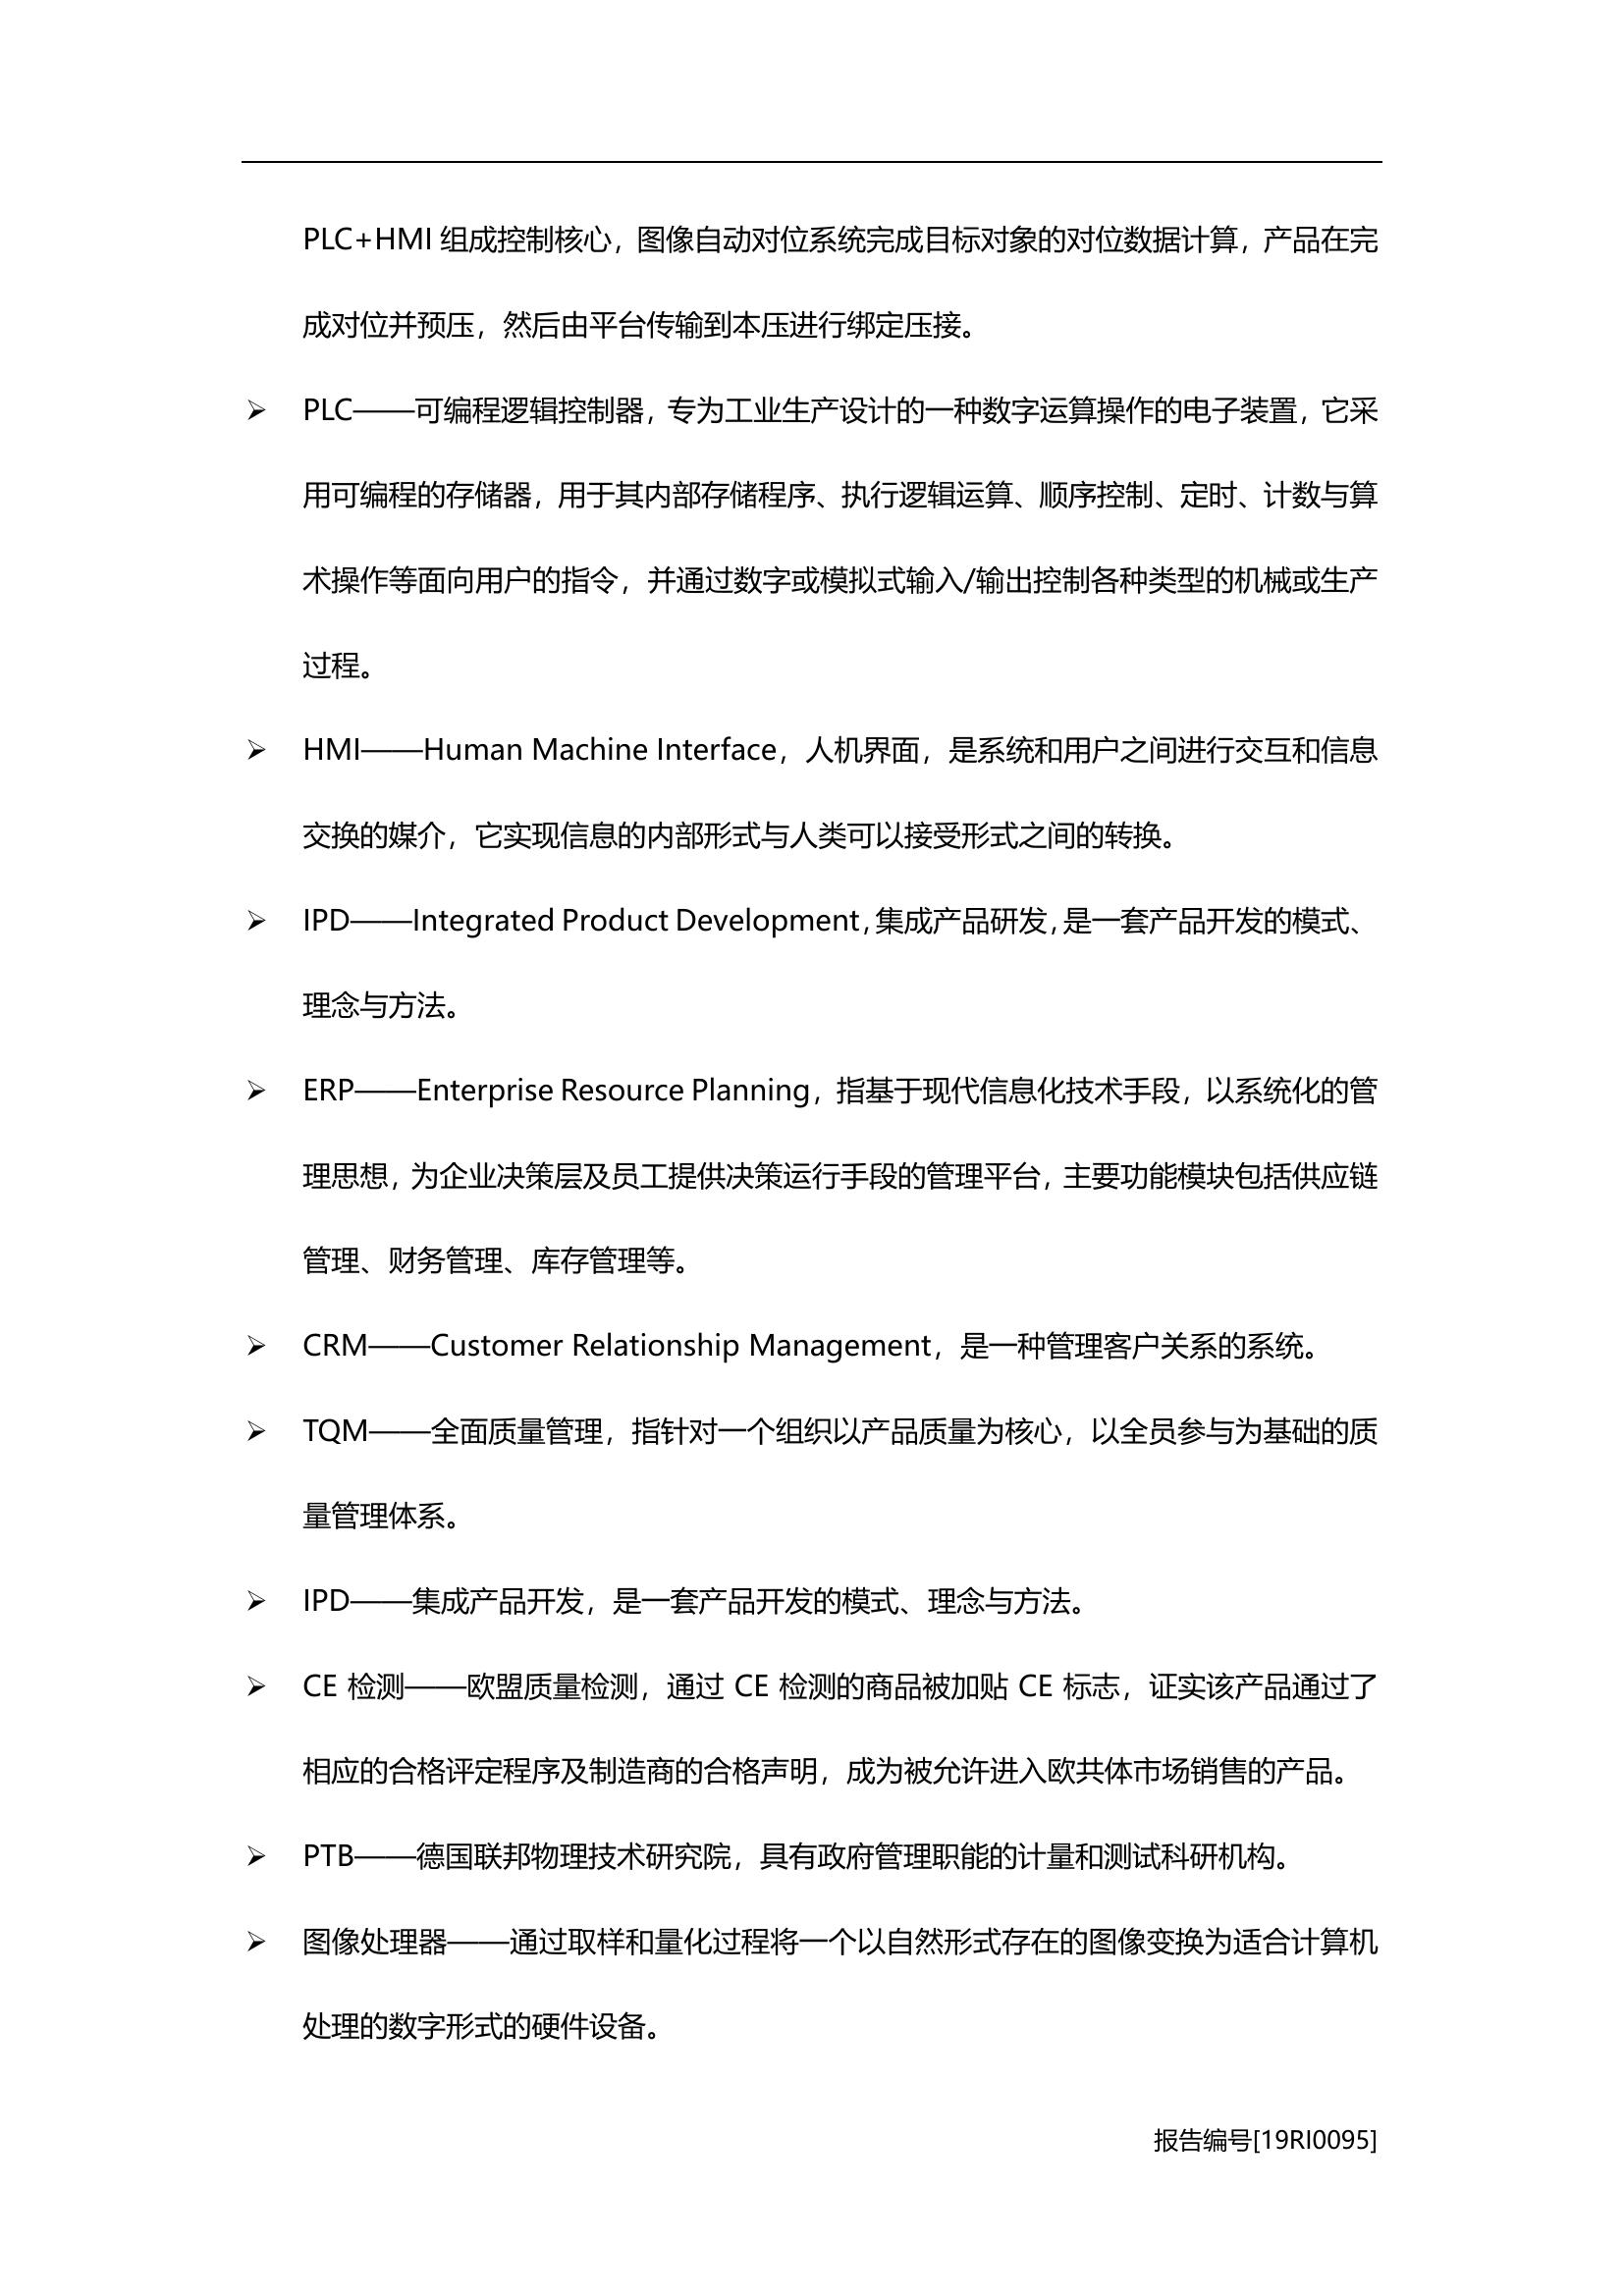 PLC+HMI 组成控制核心，图像自动对位系统完成目标对象的对位数据计算，产品在完
成对位并预压，然后由平台传输到本压进行绑定压接。
➢ PLC——可编程逻辑控制器，专为工业生产设计的一种数字运算操作的电子装置，它采
用可编程的存储器，用于其内部存储程序、执行逻辑运算、顺序控制、定时、计数与算
术操作等面向用户的指令，并通过数字或模拟式输入/输出控制各种类型的机械或生产
过程。
➢ HMI——Human Machine Interface，人机界面，是系统和用户之间进行交互和信息
交换的媒介，它实现信息的内部形式与人类可以接受形式之间的转换。
➢ IPD——Integrated Product Development，集成产品研发，是一套产品开发的模式、
理念与方法。
➢ ERP——Enterprise Resource Planning，指基于现代信息化技术手段，以系统化的管
理思想，为企业决策层及员工提供决策运行手段的管理平台，主要功能模块包括供应链
管理、财务管理、库存管理等。
➢ CRM——Customer Relationship Management，是一种管理客户关系的系统。
➢ TQM——全面质量管理，指针对一个组织以产品质量为核心，以全员参与为基础的质
量管理体系。
➢ IPD——集成产品开发，是一套产品开发的模式、理念与方法。
➢ CE 检测——欧盟质量检测，通过 CE 检测的商品被加贴 CE 标志，证实该产品通过了
相应的合格评定程序及制造商的合格声明，成为被允许进入欧共体市场销售的产品。
➢ PTB——德国联邦物理技术研究院，具有政府管理职能的计量和测试科研机构。
➢ 图像处理器——通过取样和量化过程将一个以自然形式存在的图像变换为适合计算机
处理的数字形式的硬件设备。
报告编号[19RI0095]